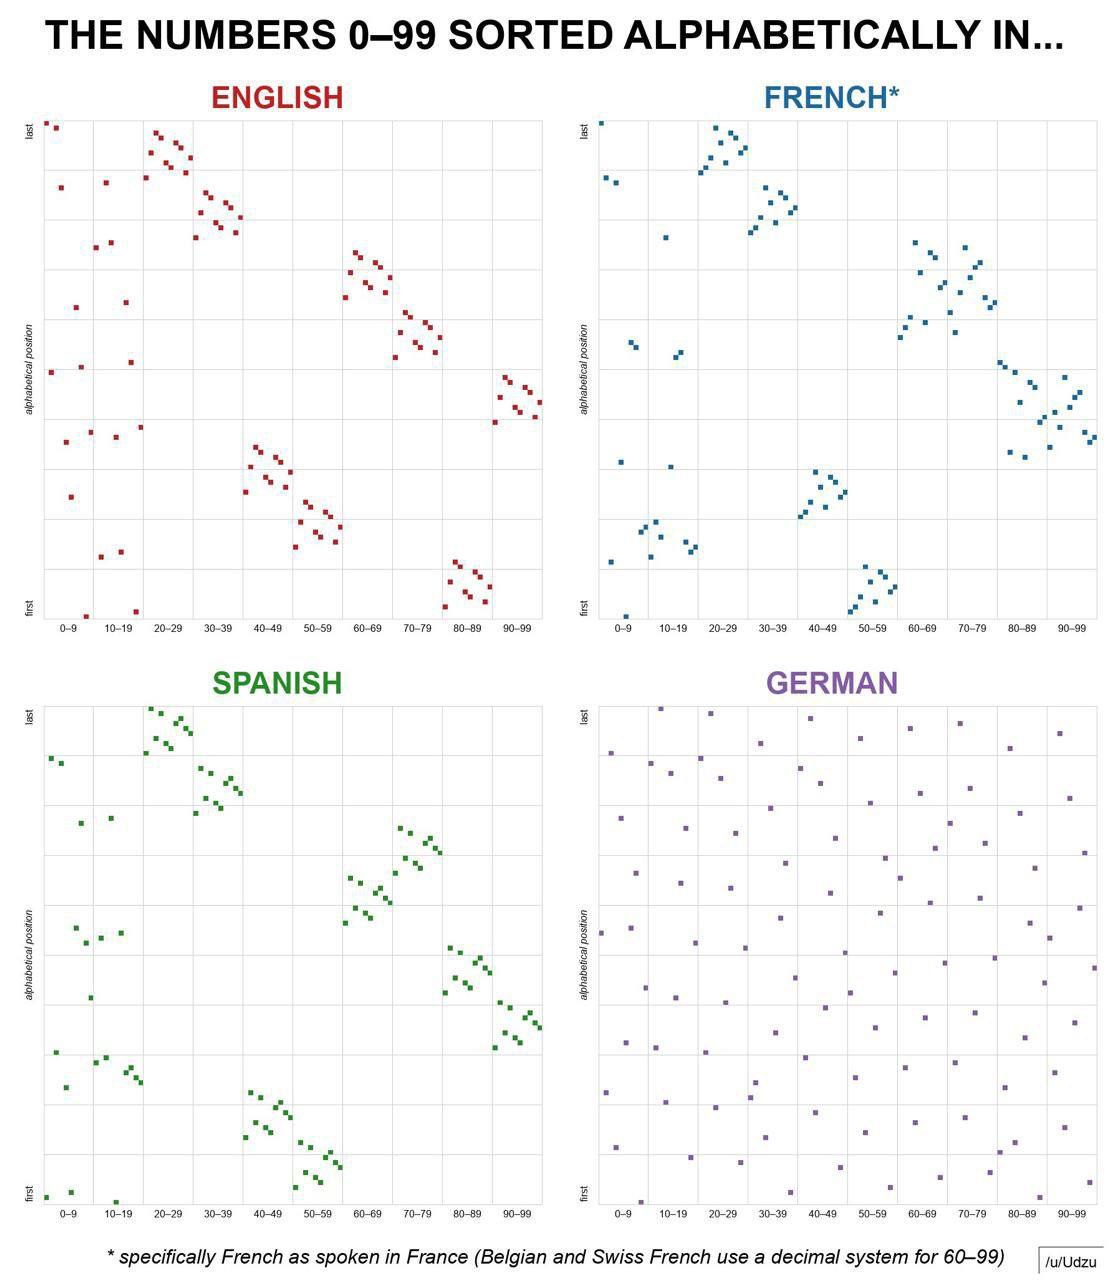 THE NUMBERS 0–99 SORTED ALPHABETICALLY IN...
ENGLISH
last
alphabetical position
first
0–9 10–19 20–29 30–39 40–49 50–59 60–69 70–79 80–89 90–99
FRENCH*
last
alphabetical position
first
0–9 10–19 20–29 30–39 40–49 50–59 60–69 70–79 80–89 90–99
SPANISH
last
alphabetical position
first
0–9 10–19 20–29 30–39 40–49 50–59 60–69 70–79 80–89 90–99
GERMAN
last
alphabetical position
first
0–9 10–19 20–29 30–39 40–49 50–59 60–69 70–79 80–89 90–99
* specifically French as spoken in France (Belgian and Swiss French use a decimal system for 60–99)
/u/Udzu